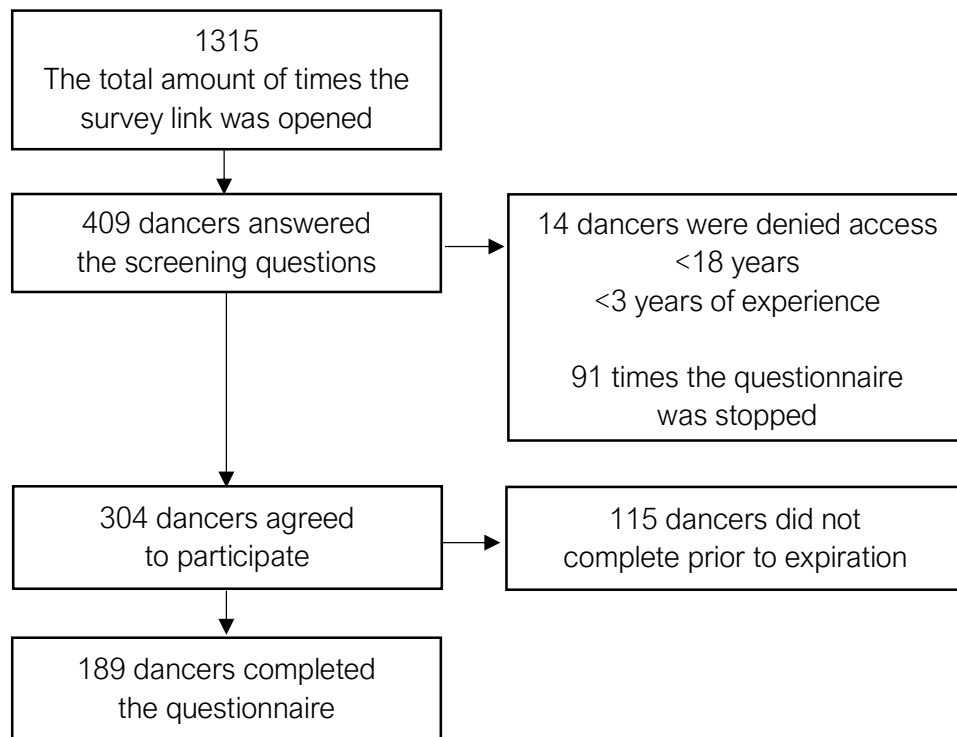 1315
The total amount of times the
survey link was opened
409 dancers answered
the screening questions
14 dancers were denied access
<18 years
<3 years of experience
91 times the questionnaire
was stopped
304 dancers agreed
to participate
115 dancers did not
complete prior to expiration
189 dancers completed
the questionnaire